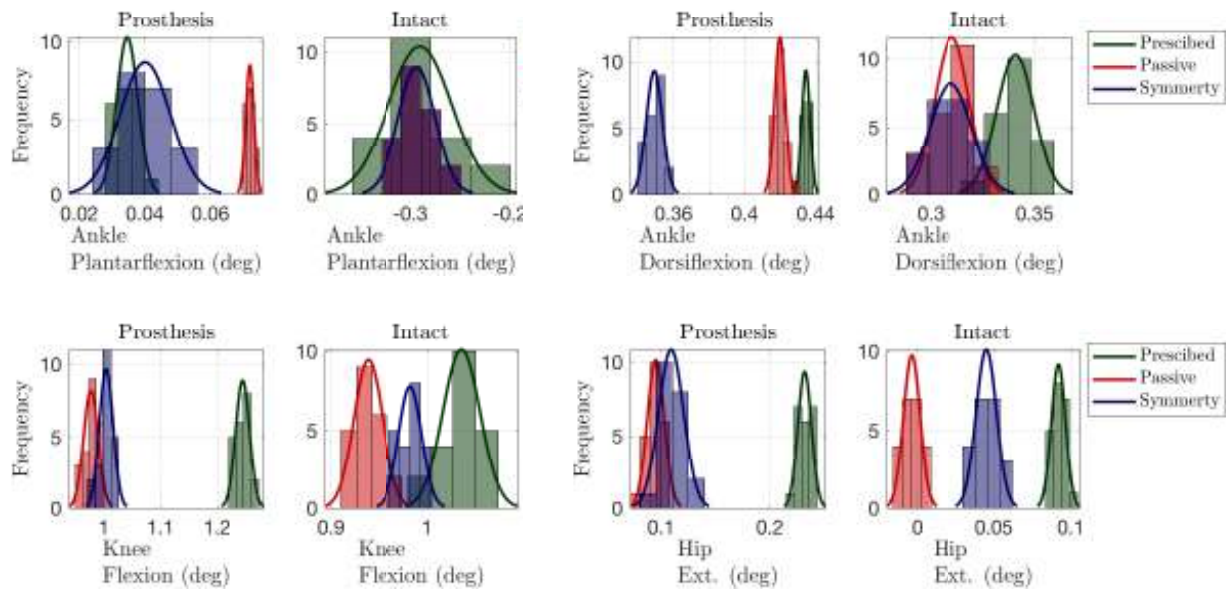 Prosthesis Intact Prosthesis Intact
Frequency
10
5
0
0.02 0.04 0.06
Ankle
Plantarflexion (deg)
10
5
0
-0.3 -0.2
Ankle
Plantarflexion (deg)
Frequency
10
5
0
0.36 0.4 0.44
Ankle
Dorsiflexion (deg)
10
5
0
0.3 0.35
Ankle
Dorsiflexion (deg)
Prescibed
Passive
Symmerty
Prosthesis Intact Prosthesis Intact
Frequency
10
5
0
1 1.1 1.2
Knee
Flexion (deg)
10
5
0
0.9 1
Knee
Flexion (deg)
Frequency
10
5
0
0.1 0.2
Hip
Ext. (deg)
10
5
0
0 0.05 0.1
Hip
Ext. (deg)
Prescibed
Passive
Symmerty